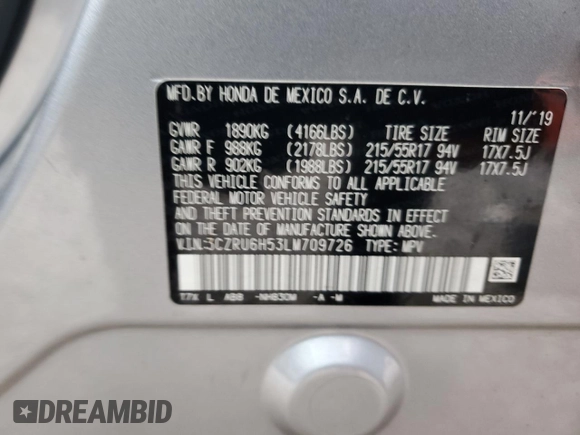 MFD.BY HONDA DE MEXICO S.A. DE C.V.
11/'19
GVWR 1890KG (4166LBS) TIRE SIZE RIM SIZE
GAWR F 988KG (2178LBS) 215/55R17 94V 17X7.5J
GAWR R 902KG (1988LBS) 215/55R17 94V 17X7.5J
THIS VEHICLE CONFORMS TO ALL APPLICABLE
FEDERAL MOTOR VEHICLE SAFETY
AND THEFT PREVENTION STANDARDS IN EFFECT
ON THE DATE OF MANUFACTURE SHOWN ABOVE.
V.I.N.:3CZRU6H53LM709726 TYPE: MPV
T7X L ABB -NH830M -A -M MADE IN MEXICO
DREAMBID